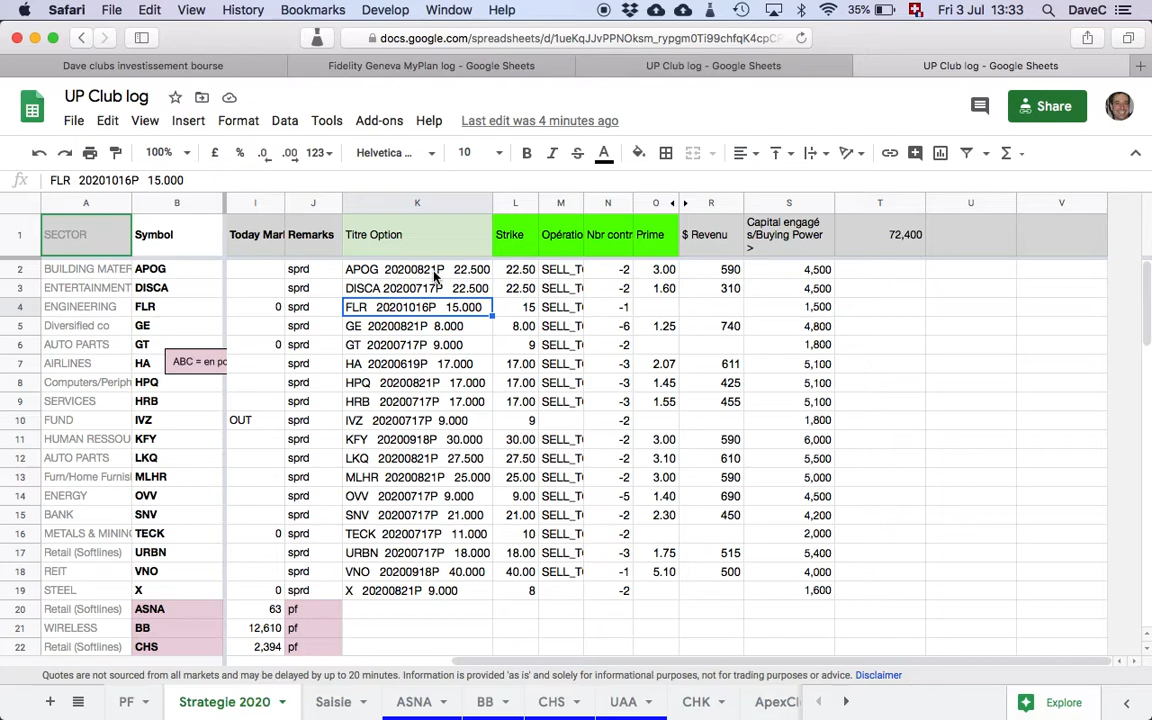 Safari File Edit View History Bookmarks Develop Window Help 35% Fri 3 Jul 13:33 DaveC
docs.google.com/spreadsheets/d/1ueKqJJvPPNOksm_rypgm0Ti99chfqK4cpC
Dave clubs investissement bourse Fidelity Geneva MyPlan log - Google Sheets UP Club log - Google Sheets UP Club log - Google Sheets
UP Club log
Share
File Edit View Insert Format Data Tools Add-ons Help Last edit was 4 minutes ago
100% £ % .0 .00 123 Helvetica ... 10 B I S A
fx FLR 20201016P 15.000
A B I J K L M N O R S T U V
1 SECTOR Symbol Today Mar Remarks Titre Option Strike Opératio Nbr contr Prime $ Revenu Capital engagé s/Buying Power > 72,400
2 BUILDING MATER APOG sprd APOG 20200821P 22.500 22.50 SELL_T -2 3.00 590 4,500
3 ENTERTAINMENT DISCA sprd DISCA 20200717P 22.500 22.50 SELL_T -2 1.60 310 4,500
4 ENGINEERING FLR 0 sprd FLR 20201016P 15.000 15 SELL_T -1 1,500
5 Diversified co GE sprd GE 20200821P 8.000 8.00 SELL_T -6 1.25 740 4,800
6 AUTO PARTS GT 0 sprd GT 20200717P 9.000 9 SELL_T -2 1,800
7 AIRLINES HA sprd HA 20200619P 17.000 17.00 SELL_T -3 2.07 611 5,100
ABC = en po
8 Computers/Periph HPQ sprd HPQ 20200821P 17.000 17.00 SELL_T -3 1.45 425 5,100
9 SERVICES HRB sprd HRB 20200717P 17.000 17.00 SELL_T -3 1.55 455 5,100
10 FUND IVZ OUT sprd IVZ 20200717P 9.000 9 -2 1,800
11 HUMAN RESSOU KFY sprd KFY 20200918P 30.000 30.00 SELL_T -2 3.00 590 6,000
12 AUTO PARTS LKQ sprd LKQ 20200821P 27.500 27.50 SELL_T -2 3.10 610 5,500
13 Furn/Home Furnis MLHR sprd MLHR 20200821P 25.000 25.00 SELL_T -2 3.00 590 5,000
14 ENERGY OVV sprd OVV 20200717P 9.000 9.00 SELL_T -5 1.40 690 4,500
15 BANK SNV sprd SNV 20200717P 21.000 21.00 SELL_T -2 2.30 450 4,200
16 METALS & MINING TECK 0 sprd TECK 20200717P 11.000 10 SELL_T -2 2,000
17 Retail (Softlines) URBN sprd URBN 20200717P 18.000 18.00 SELL_T -3 1.75 515 5,400
18 REIT VNO sprd VNO 20200918P 40.000 40.00 SELL_T -1 5.10 500 4,000
19 STEEL X 0 sprd X 20200821P 9.000 8 -2 1,600
20 Retail (Softlines) ASNA 63 pf
21 WIRELESS BB 12,610 pf
22 Retail (Softlines) CHS 2,394 pf
Quotes are not sourced from all markets and may be delayed by up to 20 minutes. Information is provided 'as is' and solely for informational purposes, not for trading purposes or advice. Disclaimer
PF Strategie 2020 Saisie ASNA BB CHS UAA CHK ApexCl Explore